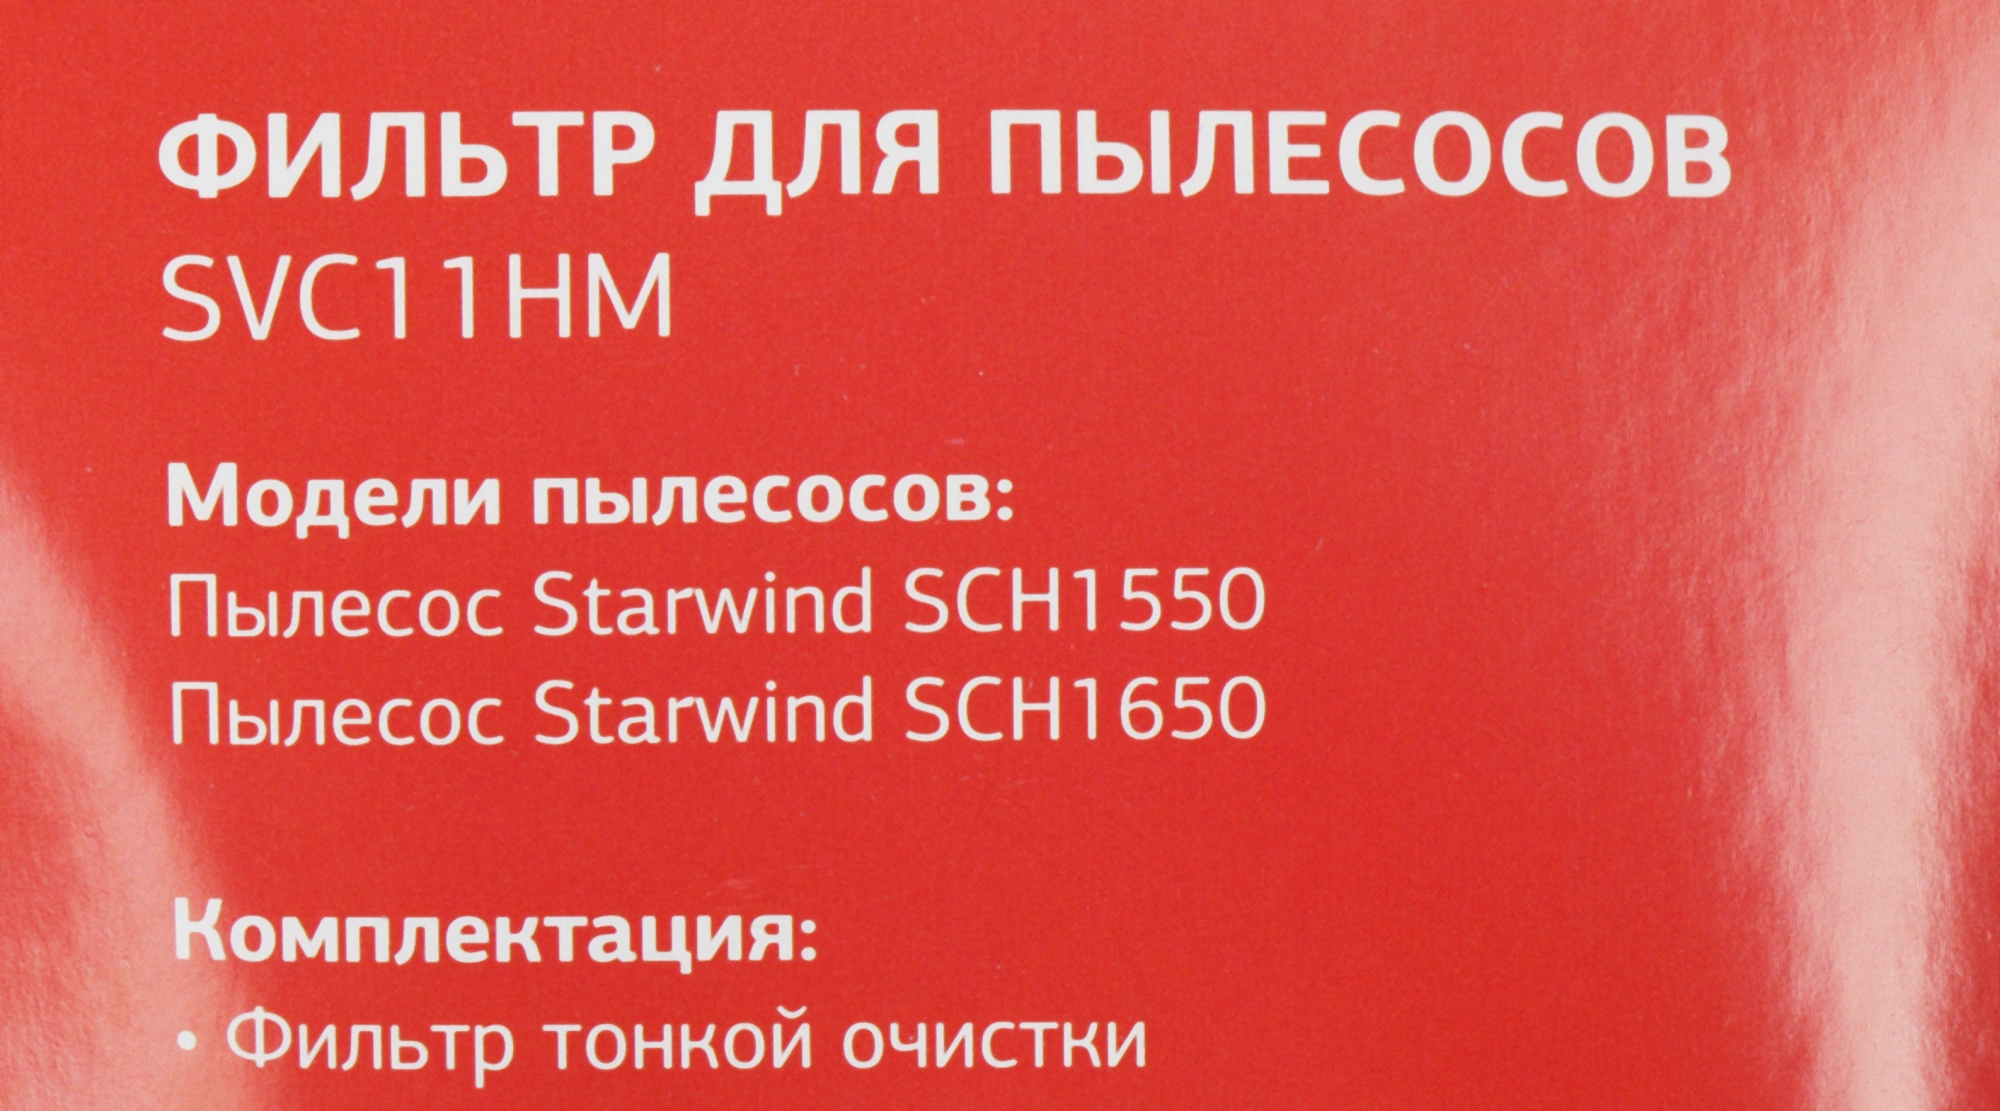 ФИЛЬТР ДЛЯ ПЫЛЕСОСОВ
SVC11HM
Модели пылесосов:
Пылесос Starwind SCH1550
Пылесос Starwind SCH1650
Комплектация:
• Фильтр тонкой очистки